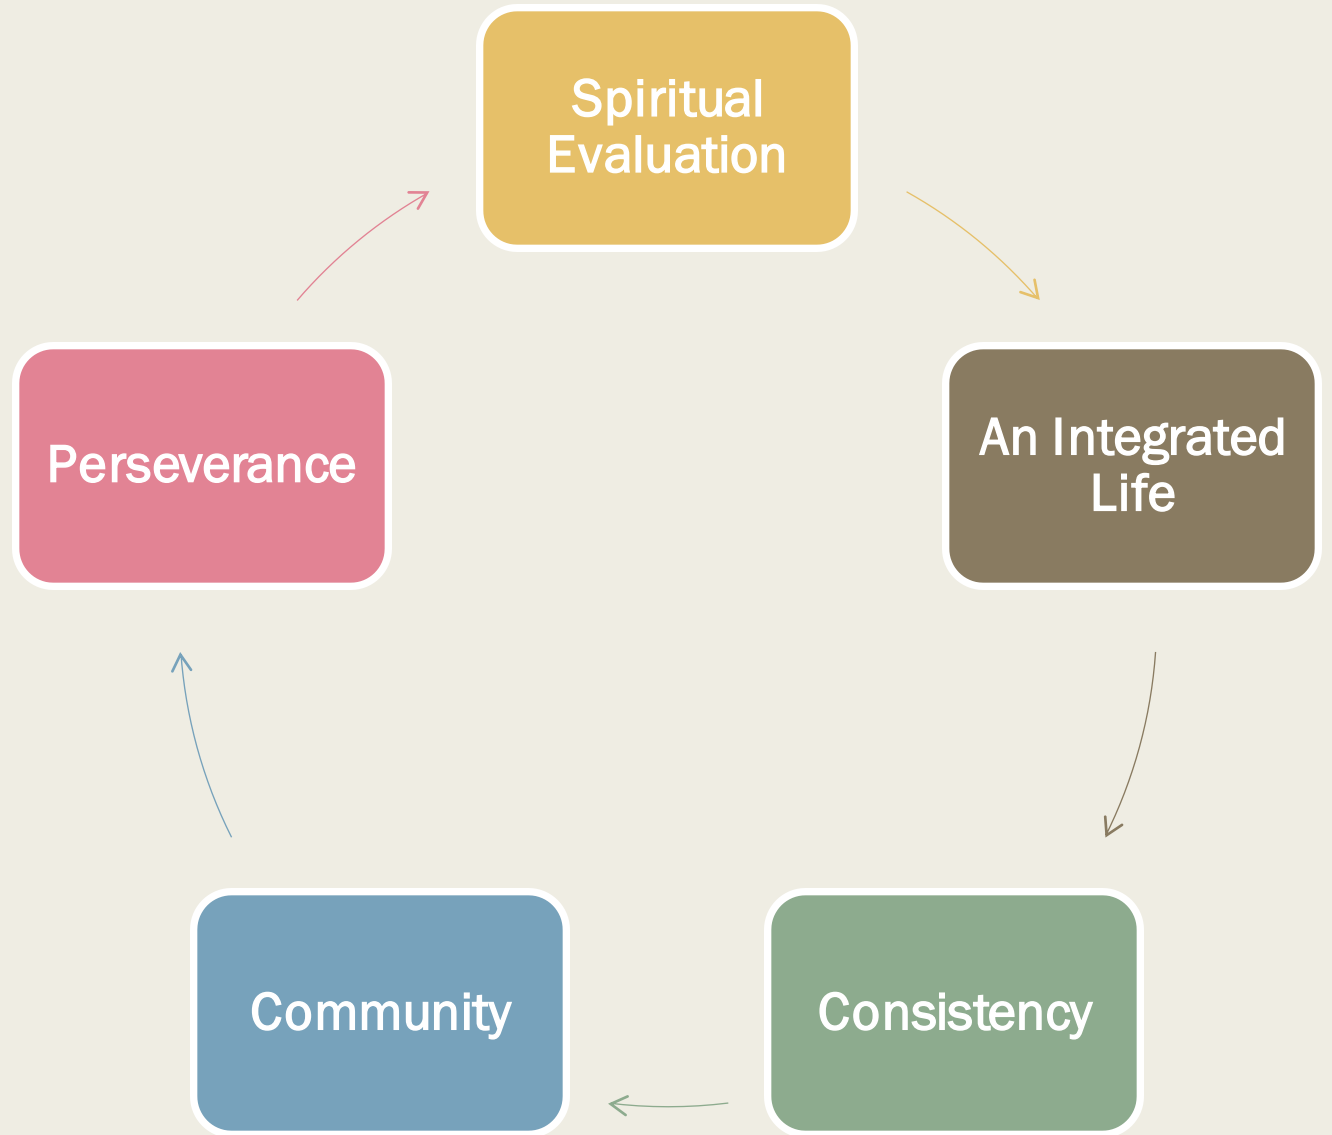 Spiritual
Evaluation
An Integrated
Life
Consistency
Community
Perseverance